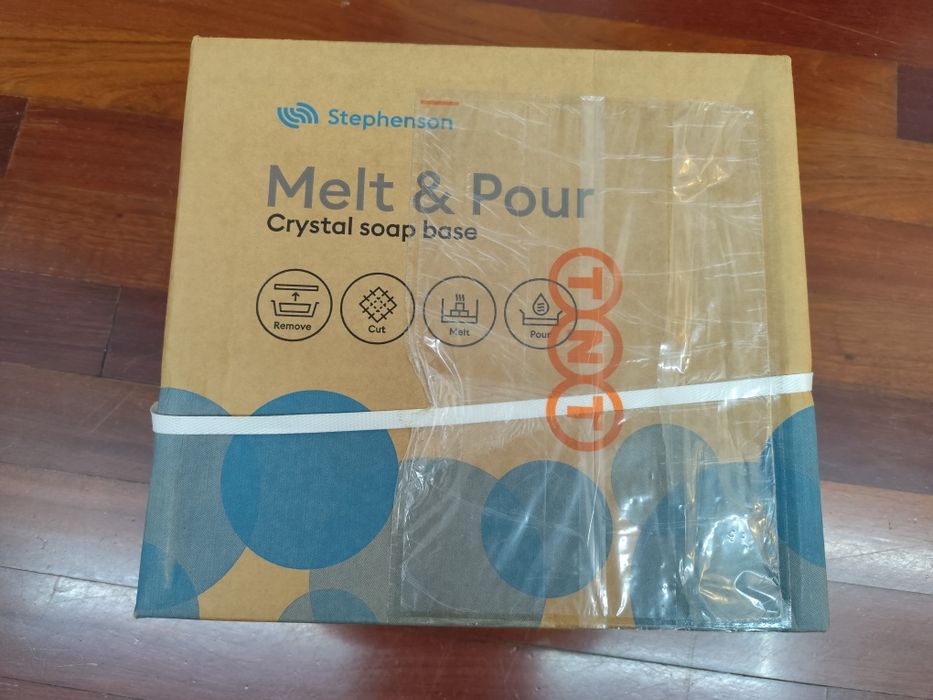 Stephenson
Melt & Pour
Crystal soap base
Remove
Cut
Melt
Pour
TNT